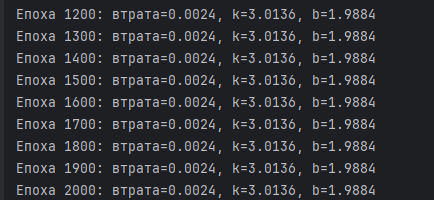 Епоха 1200: втрата=0.0024, k=3.0136, b=1.9884
Епоха 1300: втрата=0.0024, k=3.0136, b=1.9884
Епоха 1400: втрата=0.0024, k=3.0136, b=1.9884
Епоха 1500: втрата=0.0024, k=3.0136, b=1.9884
Епоха 1600: втрата=0.0024, k=3.0136, b=1.9884
Епоха 1700: втрата=0.0024, k=3.0136, b=1.9884
Епоха 1800: втрата=0.0024, k=3.0136, b=1.9884
Епоха 1900: втрата=0.0024, k=3.0136, b=1.9884
Епоха 2000: втрата=0.0024, k=3.0136, b=1.9884